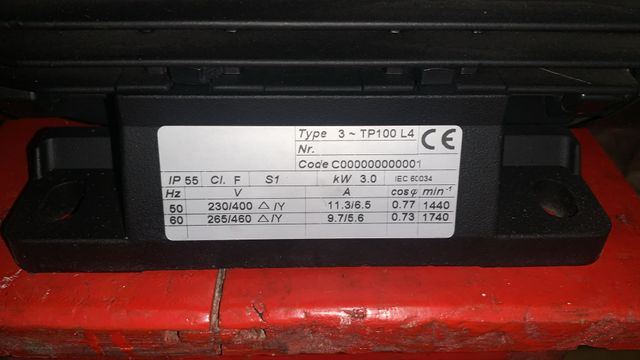 Type 3 ~ TP100 L4 CE
Nr.
Code C000000000001
IP 55 Cl. F S1 kW 3.0 IEC 60034
Hz V A cos φ min⁻¹
50 230/400 △/Y 11.3/6.5 0.77 1440
60 265/460 △/Y 9.7/5.6 0.73 1740